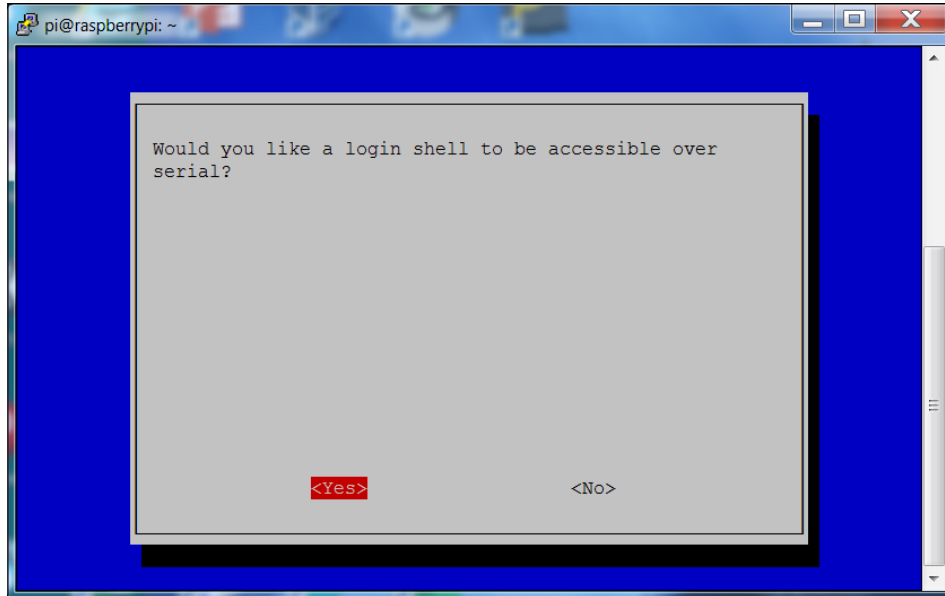 pi@raspberrypi: ~
Would you like a login shell to be accessible over
serial?
<Yes> <No>